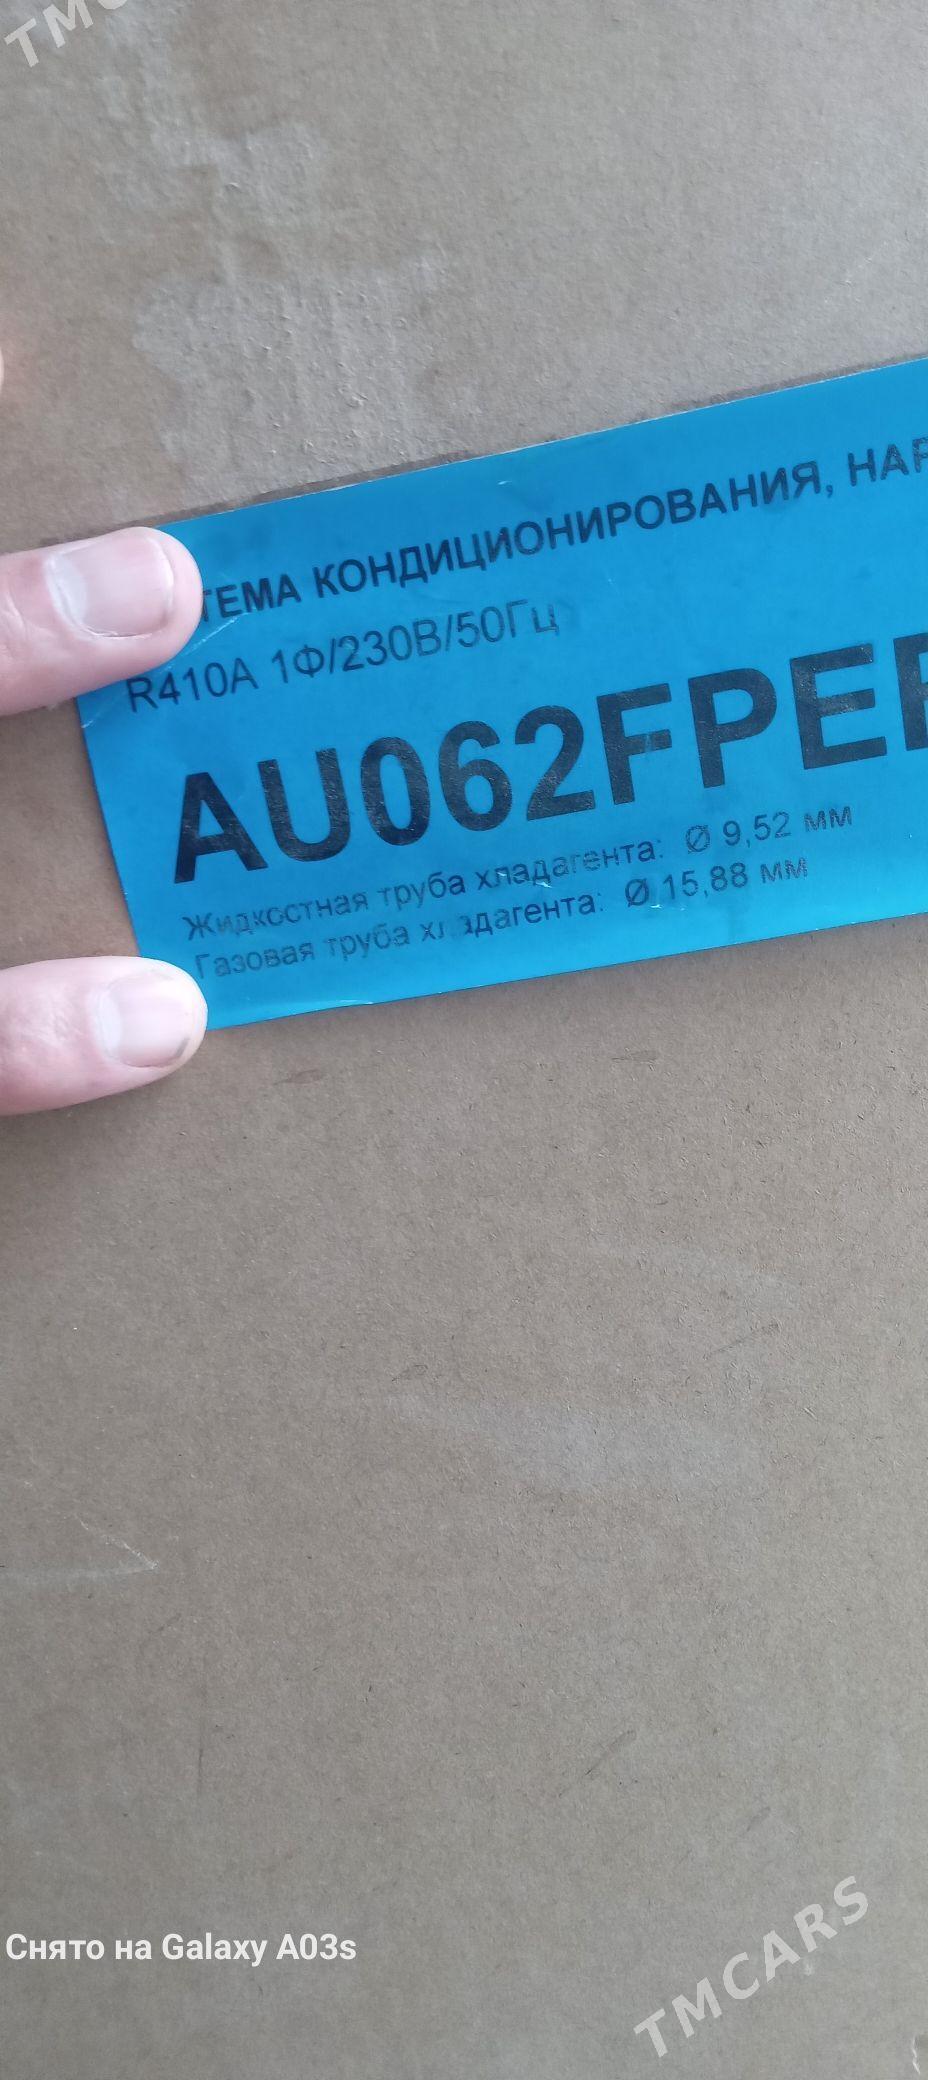 ТЕМА КОНДИЦИОНИРОВАНИЯ, НАР
R410A 1Ф/230В/50Гц
AU062FPER
Жидкостная труба хладагента: Ø 9,52 мм
Газовая труба хладагента: Ø 15,88 мм
Снято на Galaxy A03s
TMCARS